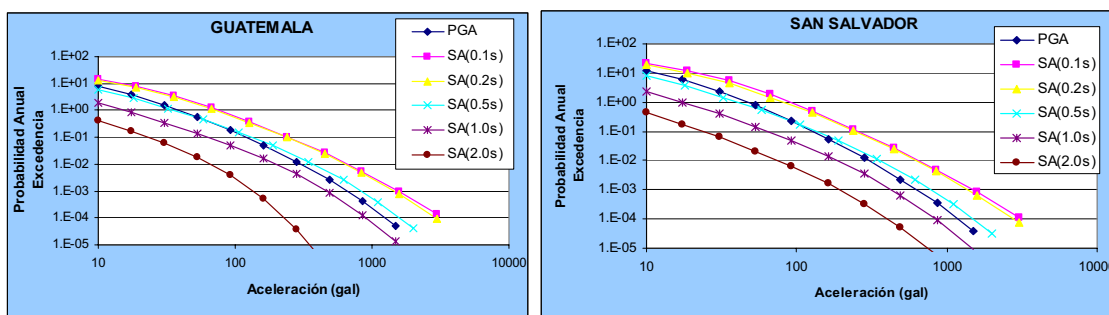 GUATEMALA
1.E+02
1.E+01
1.E+00
1.E-01
1.E-02
1.E-03
1.E-04
1.E-05
Probabilidad Anual
Excedencia
10
100
1000
10000
Aceleración (gal)
PGA
SA(0.1s)
SA(0.2s)
SA(0.5s)
SA(1.0s)
SA(2.0s)
SAN SALVADOR
1.E+02
1.E+01
1.E+00
1.E-01
1.E-02
1.E-03
1.E-04
1.E-05
Probabilidad Anual
Excedencia
10
100
1000
10000
Aceleración (gal)
PGA
SA(0.1s)
SA(0.2s)
SA(0.5s)
SA(1.0s)
SA(2.0s)